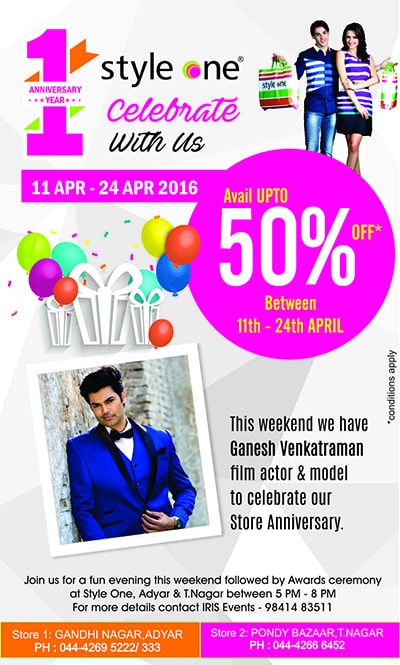 1
ANNIVERSARY
YEAR
style one®
Celebrate
With Us
11 APR - 24 APR 2016
Avail UPTO
50% OFF*
Between
11th - 24th APRIL
*conditions apply
This weekend we have
Ganesh Venkatraman
film actor & model
to celebrate our
Store Anniversary.
Join us for a fun evening this weekend followed by Awards ceremony
at Style One, Adyar & T.Nagar between 5 PM - 8 PM
For more details contact IRIS Events - 98414 83511
Store 1: GANDHI NAGAR,ADYAR
PH : 044-4269 5222/ 333
Store 2: PONDY BAZAAR,T.NAGAR
PH : 044-4266 6452